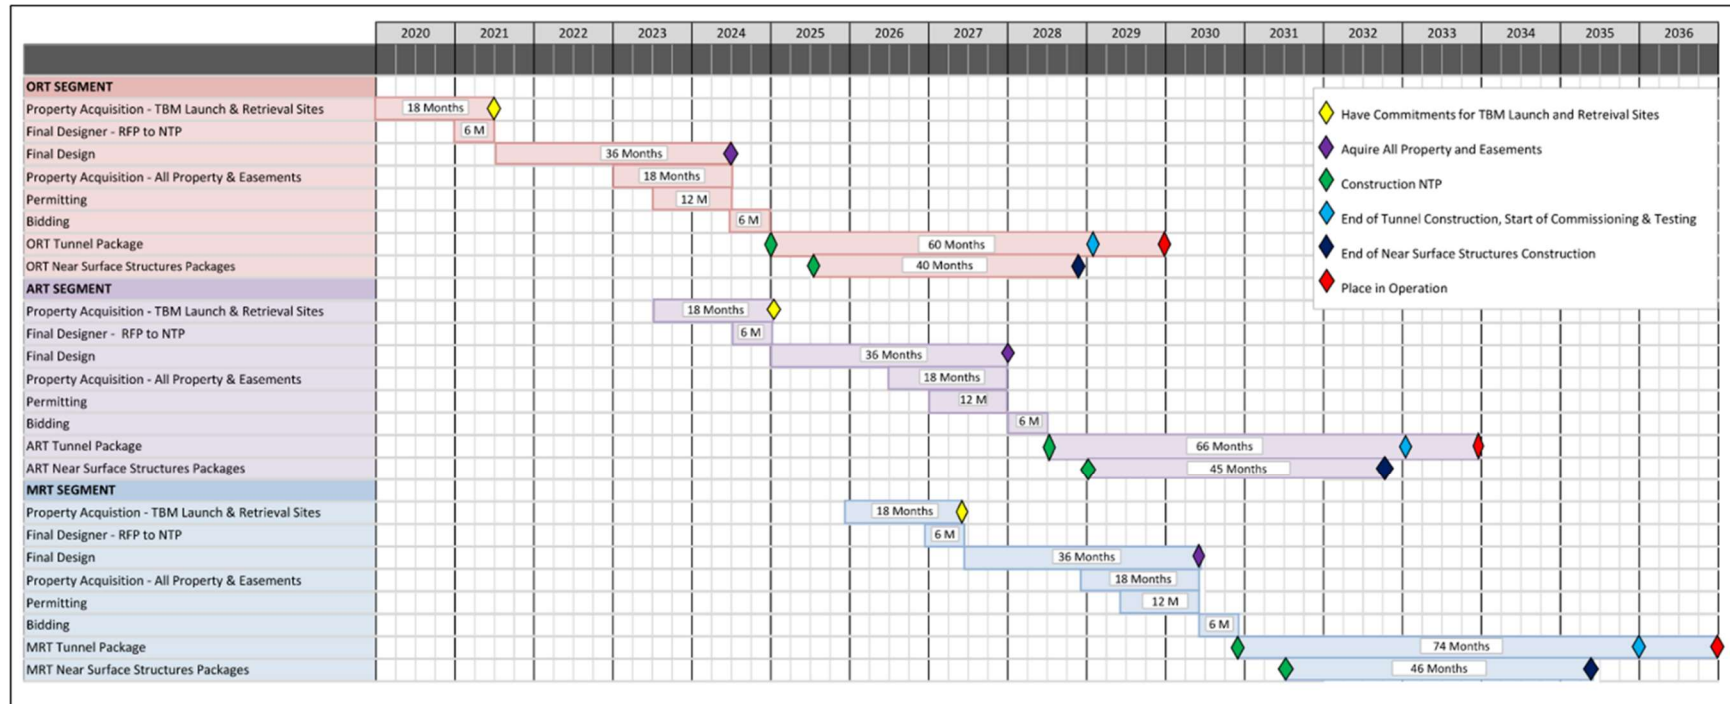 2020 2021 2022 2023 2024 2025 2026 2027 2028 2029 2030 2031 2032 2033 2034 2035 2036
ORT SEGMENT
Property Acquisition - TBM Launch & Retrieval Sites 18 Months
Final Designer - RFP to NTP 6 M
Final Design 36 Months
Property Acquisition - All Property & Easements 18 Months
Permitting 12 M
Bidding 6 M
ORT Tunnel Package 60 Months
ORT Near Surface Structures Packages 40 Months
ART SEGMENT
Property Acquisition - TBM Launch & Retrieval Sites 18 Months
Final Designer - RFP to NTP 6 M
Final Design 36 Months
Property Acquisition - All Property & Easements 18 Months
Permitting 12 M
Bidding 6 M
ART Tunnel Package 66 Months
ART Near Surface Structures Packages 45 Months
MRT SEGMENT
Property Acquistion - TBM Launch & Retrieval Sites 18 Months
Final Designer - RFP to NTP 6 M
Final Design 36 Months
Property Acquisition - All Property & Easements 18 Months
Permitting 12 M
Bidding 6 M
MRT Tunnel Package 74 Months
MRT Near Surface Structures Packages 46 Months
Have Commitments for TBM Launch and Retreival Sites
Aquire All Property and Easements
Construction NTP
End of Tunnel Construction, Start of Commissioning & Testing
End of Near Surface Structures Construction
Place in Operation